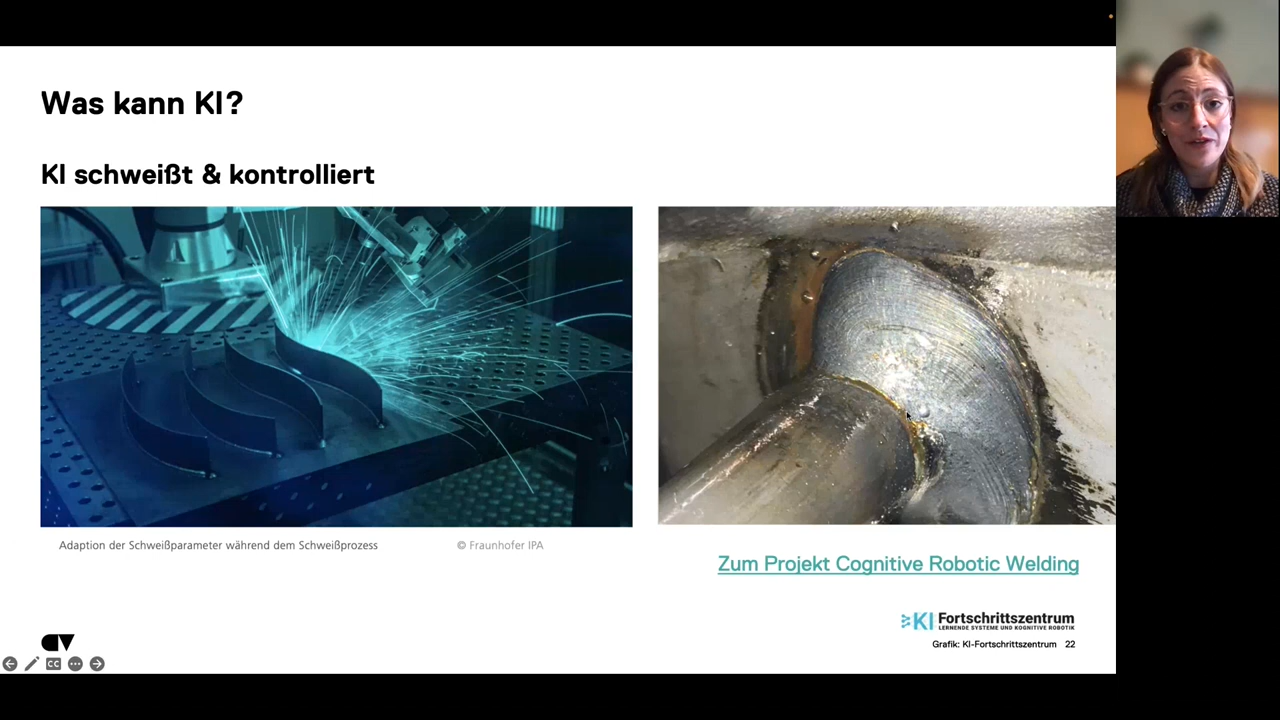 Was kann KI?
KI schweißt & kontrolliert
Adaption der Schweißparameter während dem Schweißprozess
© Fraunhofer IPA
Zum Projekt Cognitive Robotic Welding
KI Fortschrittszentrum
LERNENDE SYSTEME UND KOGNITIVE ROBOTIK
Grafik: KI-Fortschrittszentrum 22
CC